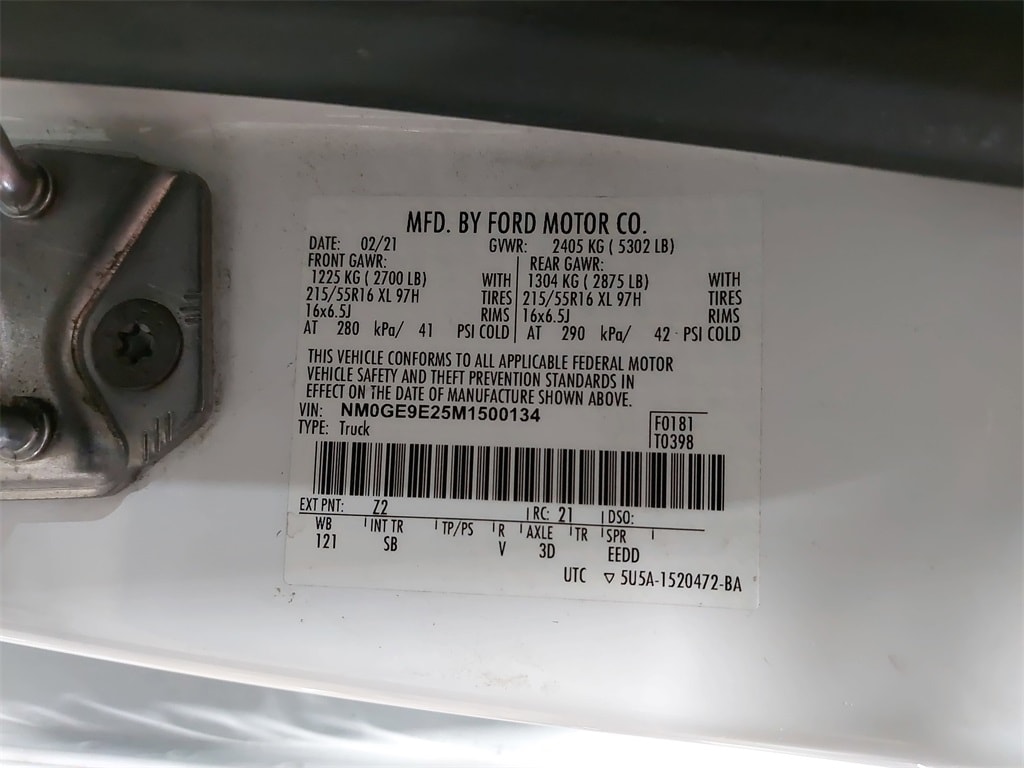 MFD. BY FORD MOTOR CO.
DATE: 02/21 GVWR: 2405 KG ( 5302 LB)
FRONT GAWR: REAR GAWR:
1225 KG ( 2700 LB) WITH 1304 KG ( 2875 LB) WITH
215/55R16 XL 97H TIRES 215/55R16 XL 97H TIRES
16x6.5J RIMS 16x6.5J RIMS
AT 280 kPa/ 41 PSI COLD AT 290 kPa/ 42 PSI COLD
THIS VEHICLE CONFORMS TO ALL APPLICABLE FEDERAL MOTOR
VEHICLE SAFETY AND THEFT PREVENTION STANDARDS IN
EFFECT ON THE DATE OF MANUFACTURE SHOWN ABOVE.
VIN: NM0GE9E25M1500134
TYPE: Truck
F0181
T0398
EXT PNT: Z2 RC: 21 DSO:
WB INT TR TP/PS R AXLE TR SPR
121 SB V 3D EEDD
UTC ▽ 5U5A-1520472-BA